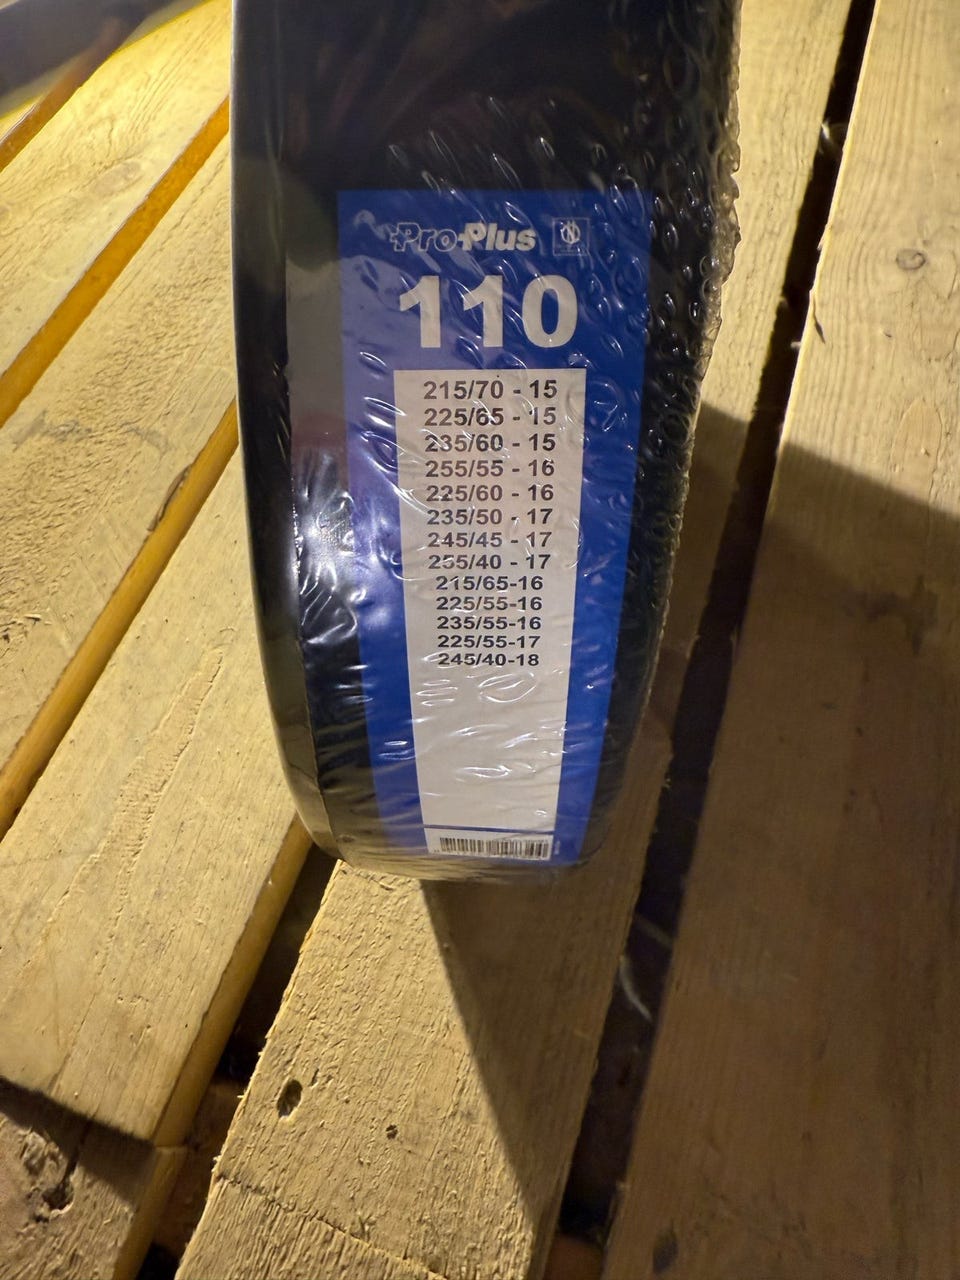 Pro+Plus
110
215/70 - 15
225/65 - 15
235/60 - 15
255/55 - 16
225/60 - 16
235/50 - 17
245/45 - 17
255/40 - 17
215/65-16
225/55-16
235/55-16
225/55-17
245/40-18